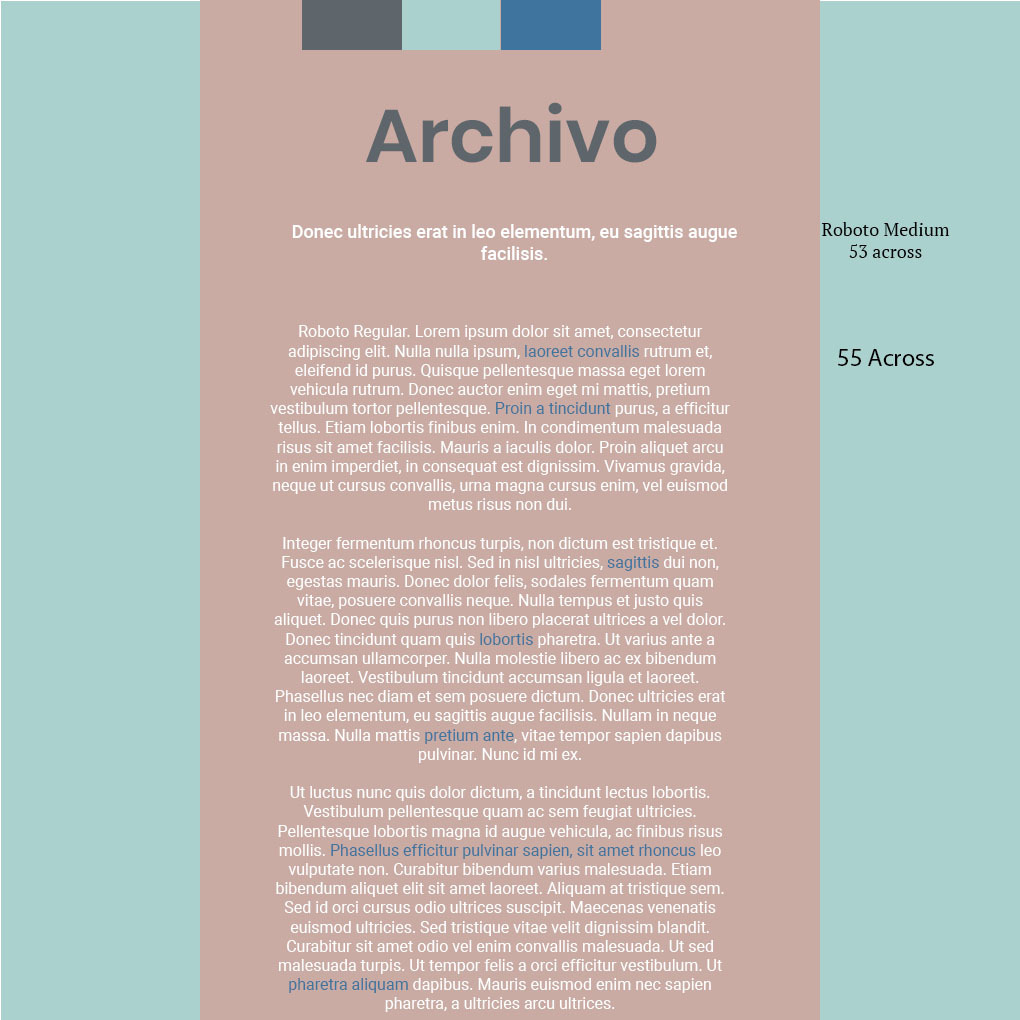 Archivo
Donec ultricies erat in leo elementum, eu sagittis augue
facilisis.
Roboto Medium
53 across
Roboto Regular. Lorem ipsum dolor sit amet, consectetur
adipiscing elit. Nulla nulla ipsum, laoreet convallis rutrum et,
eleifend id purus. Quisque pellentesque massa eget lorem
vehicula rutrum. Donec auctor enim eget mi mattis, pretium
vestibulum tortor pellentesque. Proin a tincidunt purus, a efficitur
tellus. Etiam lobortis finibus enim. In condimentum malesuada
risus sit amet facilisis. Mauris a iaculis dolor. Proin aliquet arcu
in enim imperdiet, in consequat est dignissim. Vivamus gravida,
neque ut cursus convallis, urna magna cursus enim, vel euismod
metus risus non dui.
55 Across
Integer fermentum rhoncus turpis, non dictum est tristique et.
Fusce ac scelerisque nisl. Sed in nisl ultricies, sagittis dui non,
egestas mauris. Donec dolor felis, sodales fermentum quam
vitae, posuere convallis neque. Nulla tempus et justo quis
aliquet. Donec quis purus non libero placerat ultrices a vel dolor.
Donec tincidunt quam quis lobortis pharetra. Ut varius ante a
accumsan ullamcorper. Nulla molestie libero ac ex bibendum
laoreet. Vestibulum tincidunt accumsan ligula et laoreet.
Phasellus nec diam et sem posuere dictum. Donec ultricies erat
in leo elementum, eu sagittis augue facilisis. Nullam in neque
massa. Nulla mattis pretium ante, vitae tempor sapien dapibus
pulvinar. Nunc id mi ex.
Ut luctus nunc quis dolor dictum, a tincidunt lectus lobortis.
Vestibulum pellentesque quam ac sem feugiat ultricies.
Pellentesque lobortis magna id augue vehicula, ac finibus risus
mollis. Phasellus efficitur pulvinar sapien, sit amet rhoncus leo
vulputate non. Curabitur bibendum varius malesuada. Etiam
bibendum aliquet elit sit amet laoreet. Aliquam at tristique sem.
Sed id orci cursus odio ultrices suscipit. Maecenas venenatis
euismod ultricies. Sed tristique vitae velit dignissim blandit.
Curabitur sit amet odio vel enim convallis malesuada. Ut sed
malesuada turpis. Ut tempor felis a orci efficitur vestibulum. Ut
pharetra aliquam dapibus. Mauris euismod enim nec sapien
pharetra, a ultricies arcu ultrices.